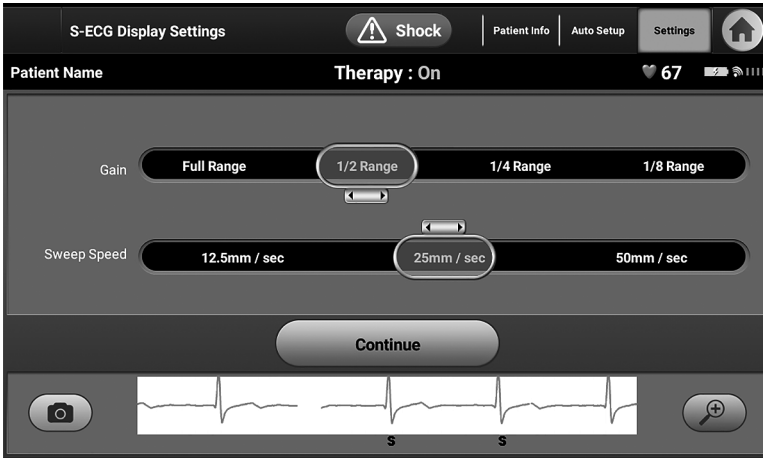 S-ECG Display Settings Shock Patient Info Auto Setup Settings
Patient Name Therapy : On 67
Gain Full Range 1/2 Range 1/4 Range 1/8 Range
Sweep Speed 12.5mm / sec 25mm / sec 50mm / sec
Continue
S S